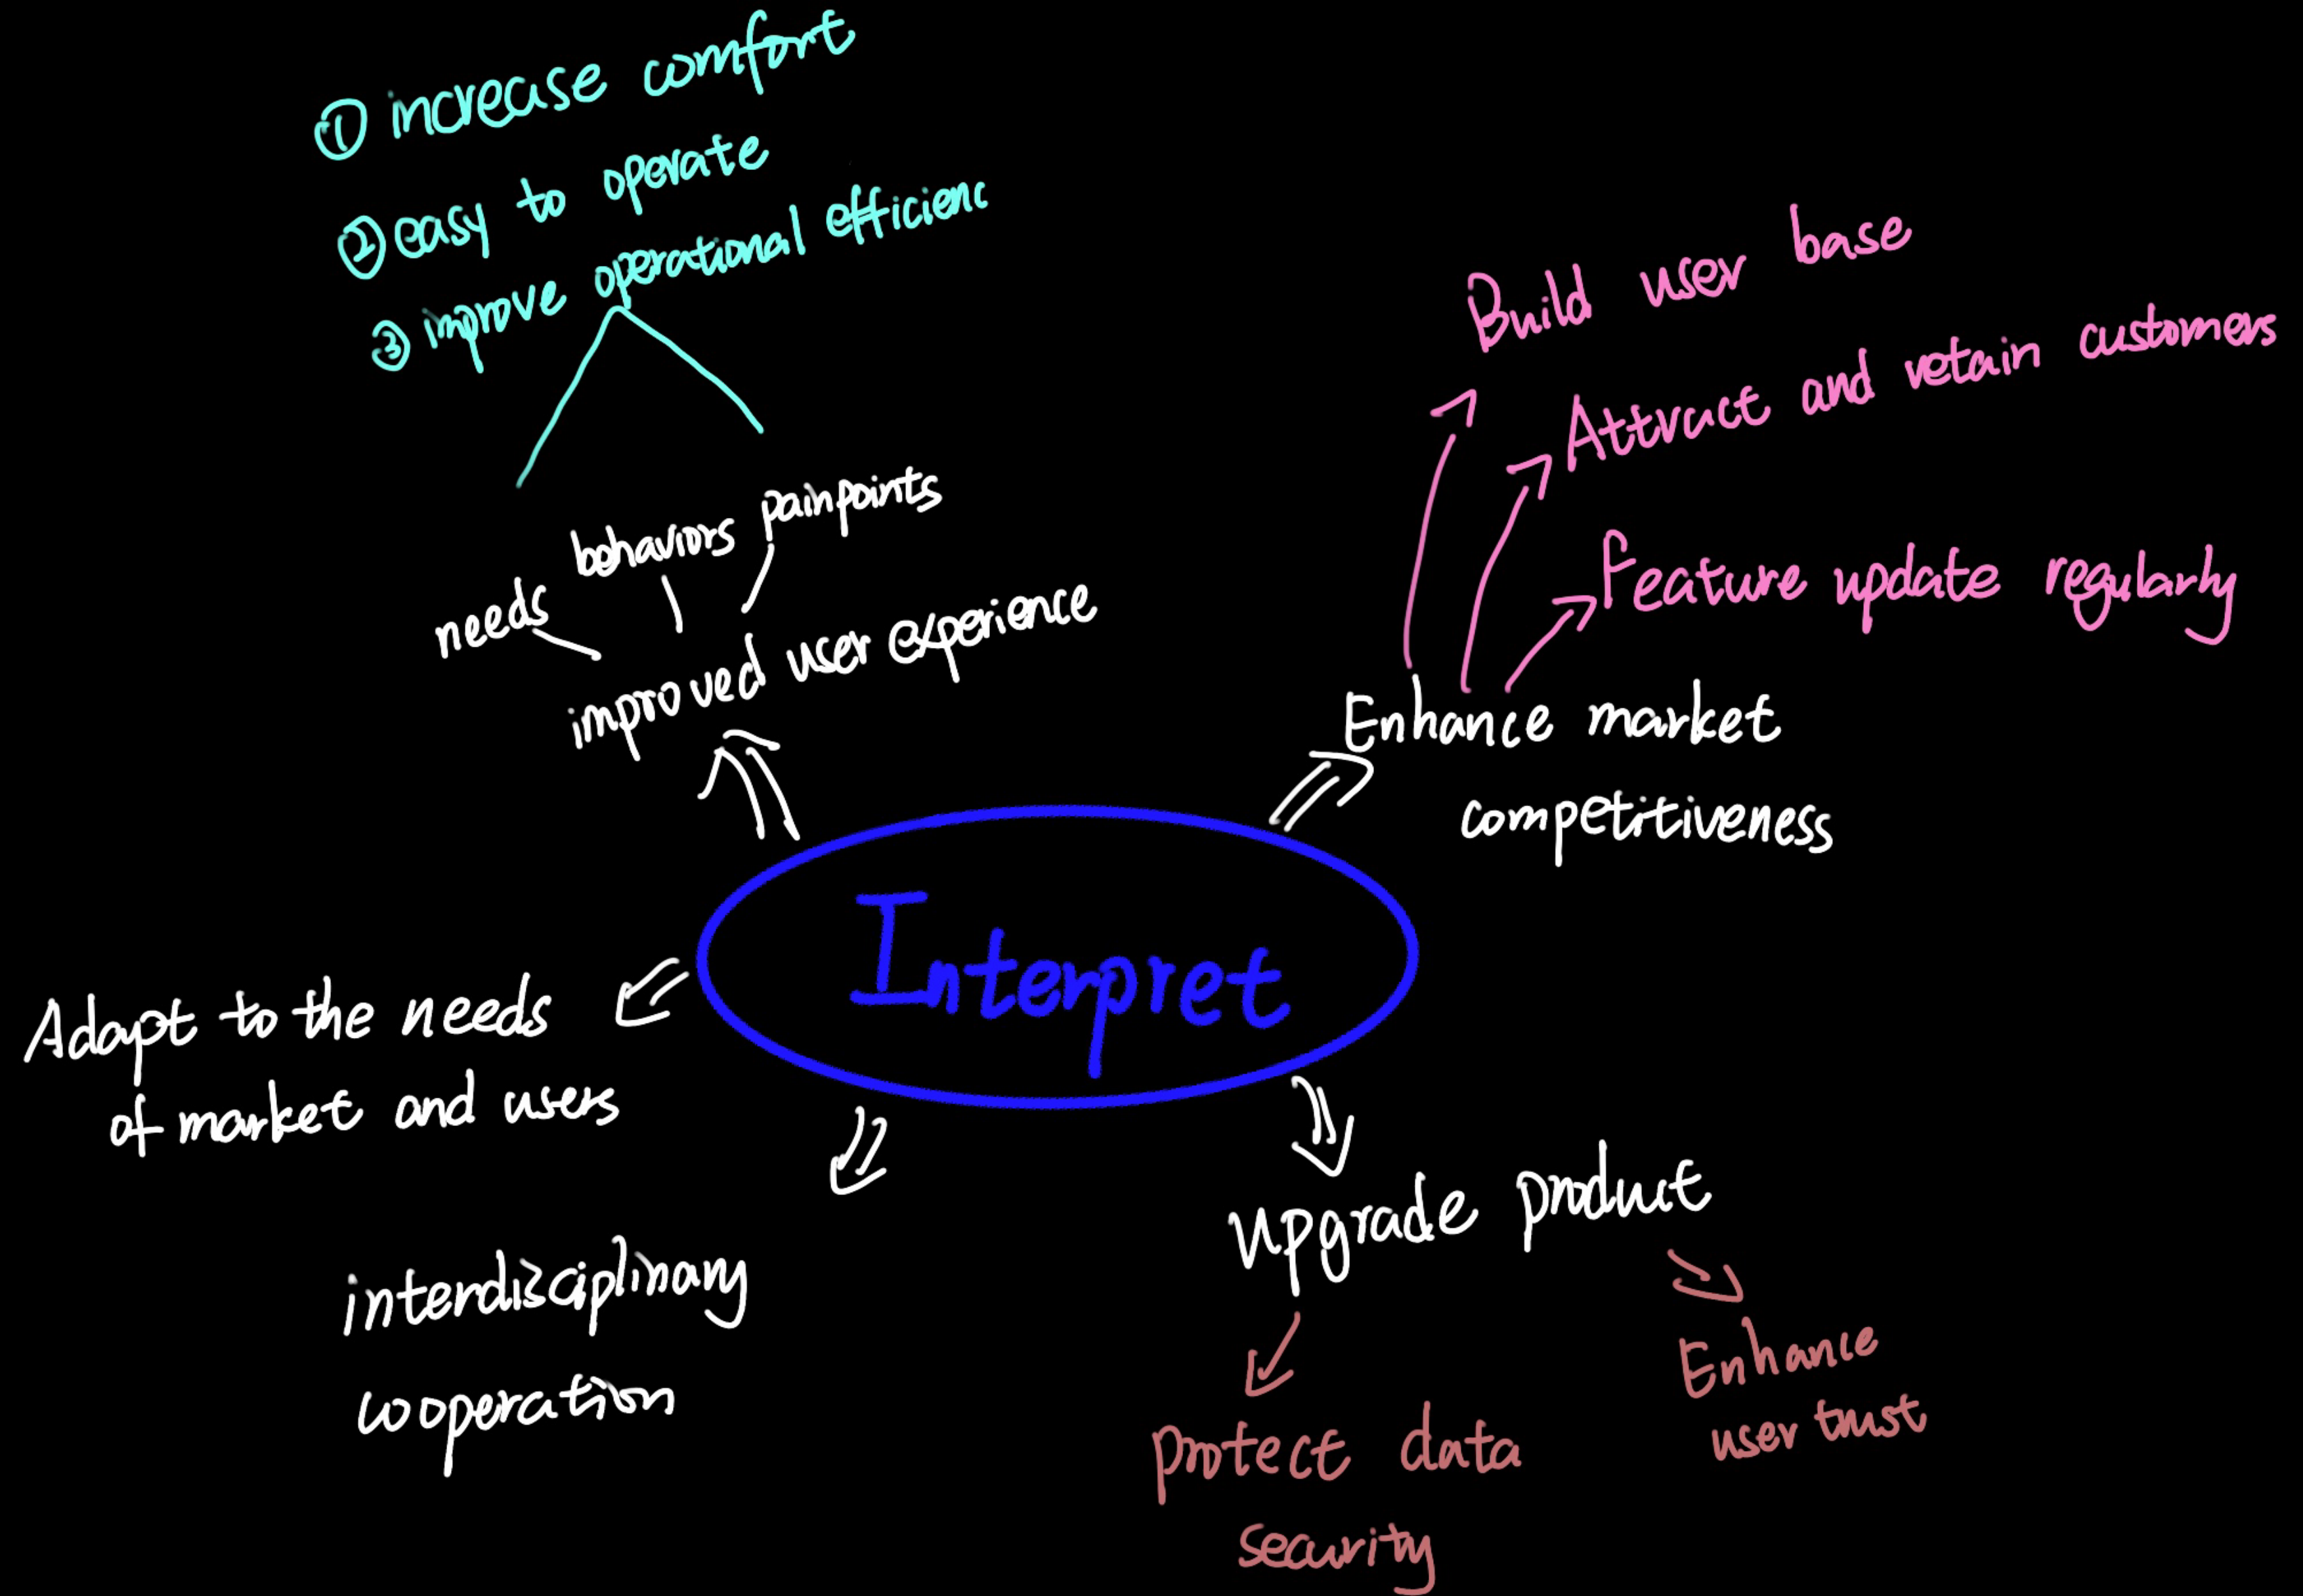 ① increase comfort
② easy to operate
③ improve operational efficienc
needs
behaviors
painpoints
improved user experience
Build user base
Attract and retain customers
Feature update regularly
Enhance market
competitiveness
Interpret
Adapt to the needs
of market and users
interdisciplinary
cooperation
upgrade product
protect data
security
Enhance
user trust